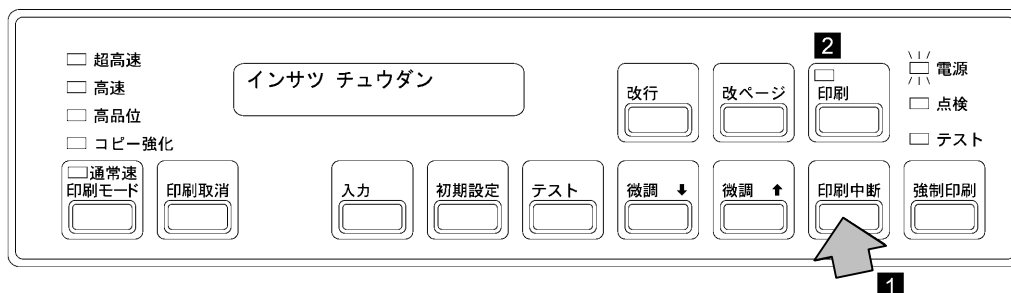 超高速
高速
高品位
コピー強化
通常速
印刷モード
印刷取消
インサツ チュウダン
入力
初期設定
テスト
改行
改ページ
2
印刷
電源
点検
テスト
微調 ⬇
微調 ⬆
印刷中断
強制印刷
1